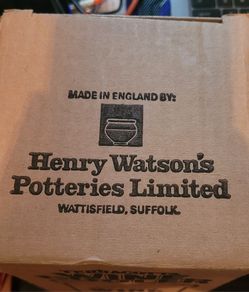 MADE IN ENGLAND BY:
Henry Watson's
Potteries Limited
WATTISFIELD, SUFFOLK.